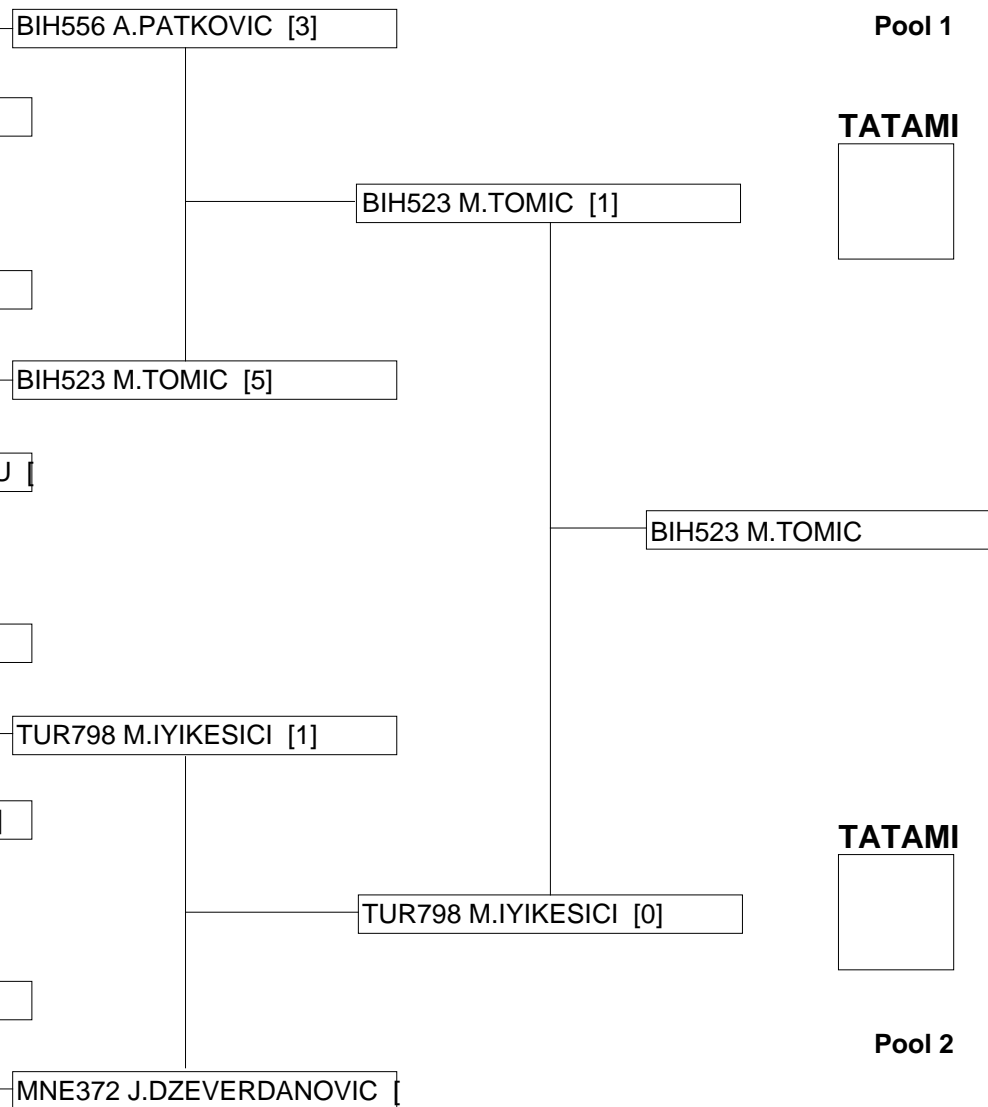 BIH556 A.PATKOVIC [3]
Pool 1
TATAMI
BIH523 M.TOMIC [1]
BIH523 M.TOMIC [5]
U [
BIH523 M.TOMIC
TUR798 M.IYIKESICI [1]
]
TATAMI
TUR798 M.IYIKESICI [0]
Pool 2
MNE372 J.DZEVERDANOVIC [